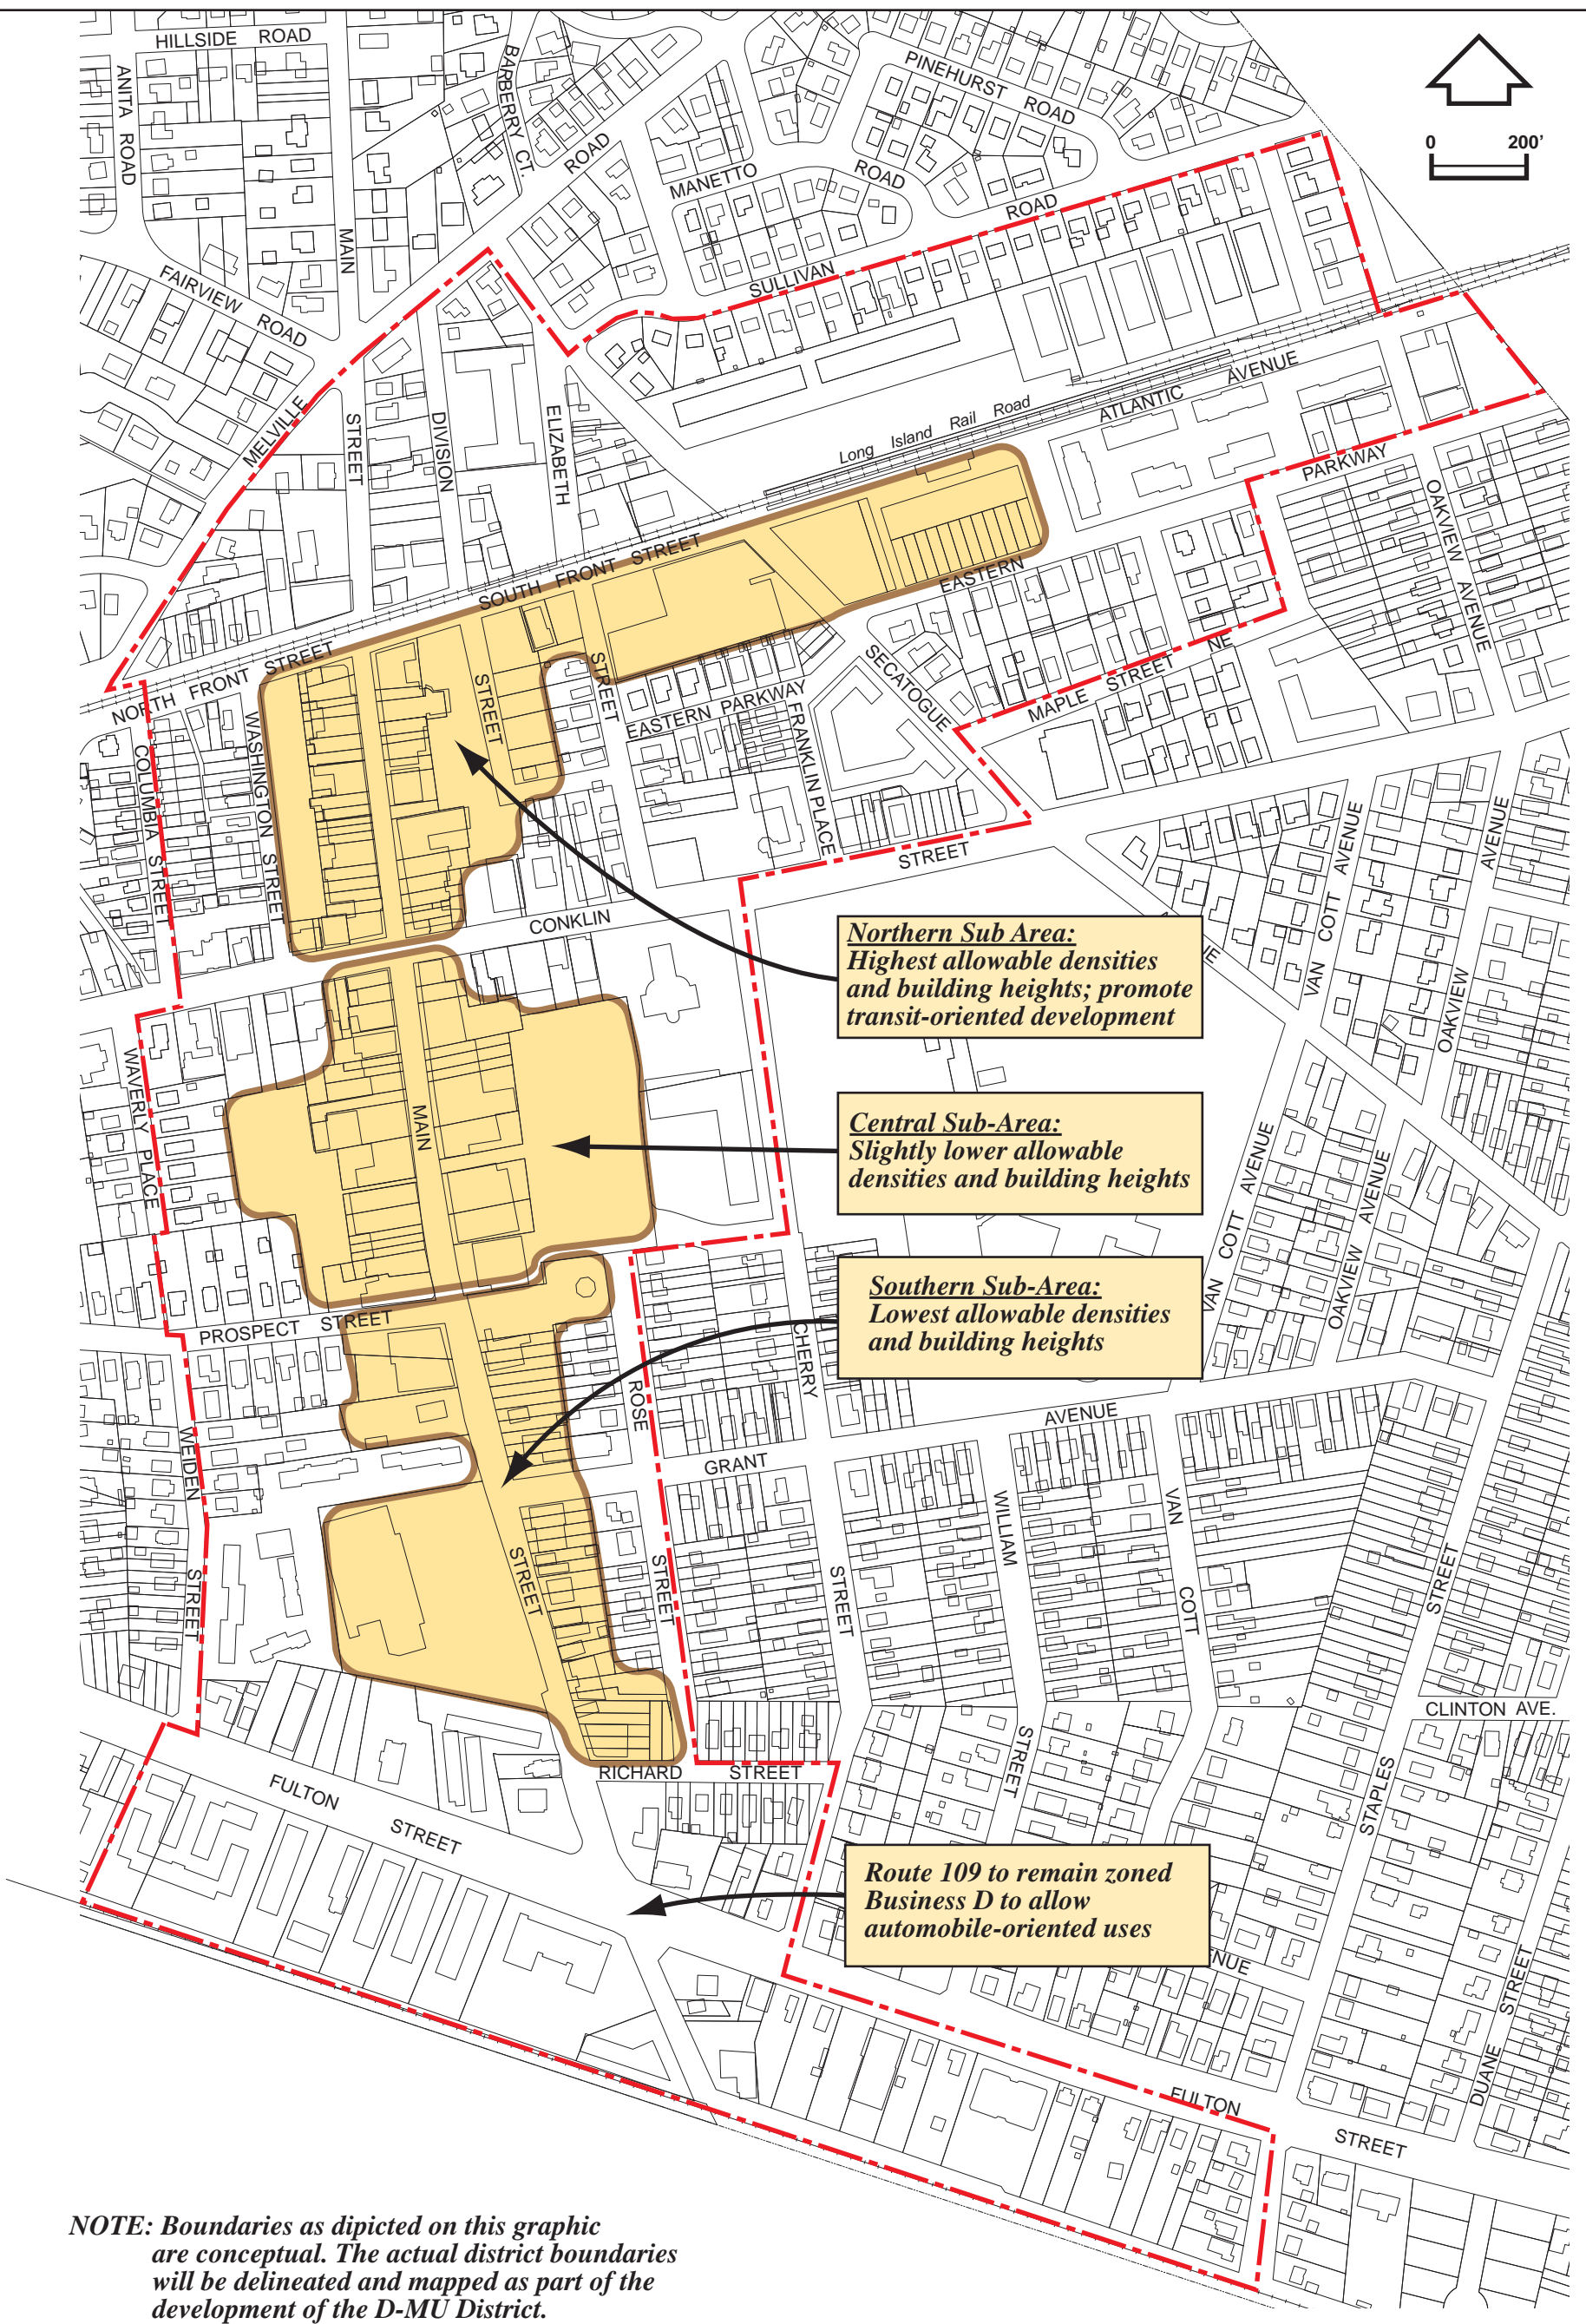 HILLSIDE ROAD
ANITA ROAD
BARBERRY CT.
ROAD
PINEHURST ROAD
0 200'
MANETTO ROAD
ROAD
MAIN
SULLIVAN
FAIRVIEW ROAD
MELVILLE
STREET
DIVISION
ELIZABETH
Long Island Rail Road
ATLANTIC AVENUE
PARKWAY
OAKVIEW AVENUE
SOUTH FRONT STREET
EASTERN
NORTH FRONT STREET
STREET
STREET
SECATOGUE
MAPLE STREET NE
EASTERN PARKWAY
FRANKLIN PLACE
COLUMBIA STREET
WASHINGTON STREET
STREET
CONKLIN
VAN COTT AVENUE
AVENUE
OAKVIEW
Northern Sub Area:
Highest allowable densities
and building heights; promote
transit-oriented development
WAVERLY PLACE
MAIN
Central Sub-Area:
Slightly lower allowable
densities and building heights
VAN COTT AVENUE
OAKVIEW AVENUE
Southern Sub-Area:
Lowest allowable densities
and building heights
PROSPECT STREET
CHERRY
ROSE
AVENUE
GRANT
WEIDEN
STREET
STREET
STREET
STREET
WILLIAM
VAN
COTT
STREET
CLINTON AVE.
STREET
RICHARD STREET
FULTON
STREET
STAPLES
Route 109 to remain zoned
Business D to allow
automobile-oriented uses
NUE
STREET
DUANE
FULTON
STREET
NOTE: Boundaries as dipicted on this graphic
are conceptual. The actual district boundaries
will be delineated and mapped as part of the
development of the D-MU District.